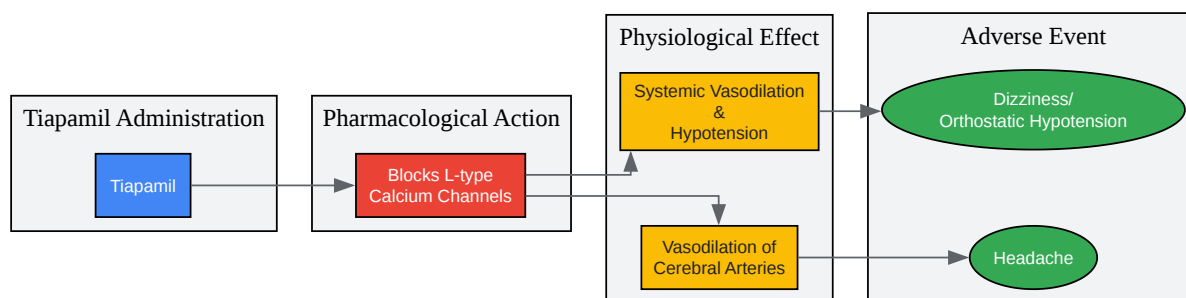 Tiapamil Administration
Tiapamil
Pharmacological Action
Blocks L-type
Calcium Channels
Physiological Effect
Systemic Vasodilation
&
Hypotension
Vasodilation of
Cerebral Arteries
Adverse Event
Dizziness/
Orthostatic Hypotension
Headache